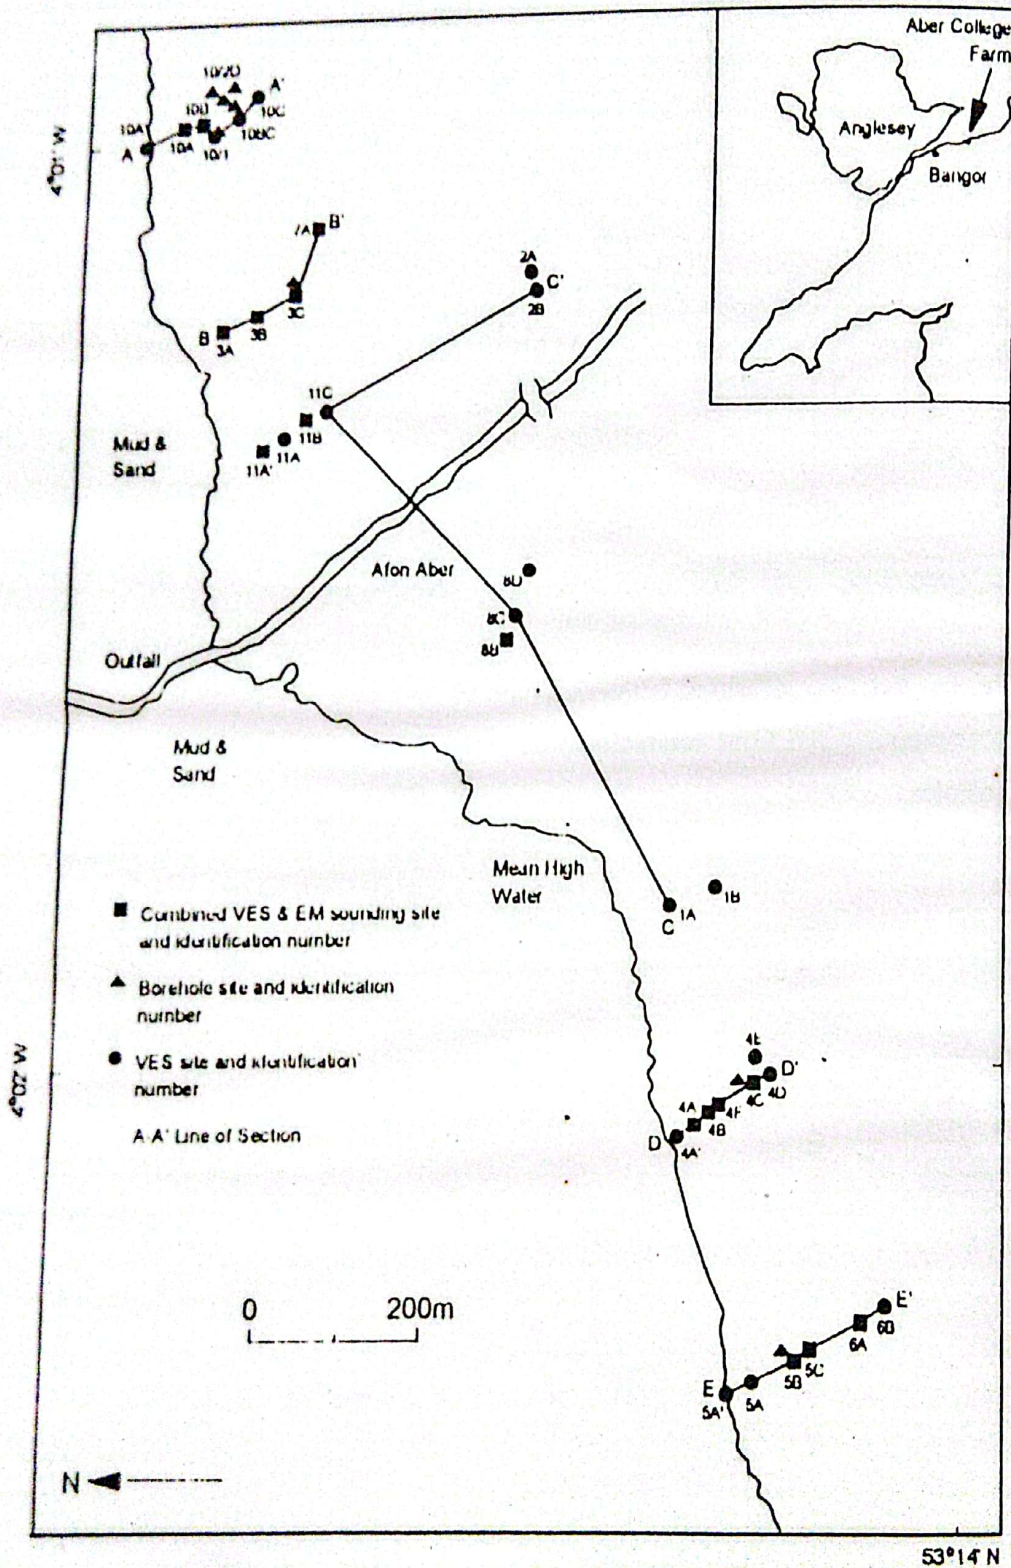 Aber College
Farm
Anglesey
Bangor
4°01' W
10/2D
A'
10B
10C
10A'
10BC
A
10A
10/1
7A
B'
2A
C'
2B
3C
B
3B
3A
11C
11B
11A
11A'
Mud &
Sand
Afon Aber
8D
8C
8B
Outfall
Mud &
Sand
Mean High
Water
1B
1A
C
Combined VES & EM sounding site
and identification number
Borehole site and identification
number
VES site and identification
number
A-A' Line of Section
4°02' W
4E
D'
4D
4C
4A
4B
D
4A'
0 200m
E'
6B
6A
5C
5B
E
5A
5A'
N
53°14' N